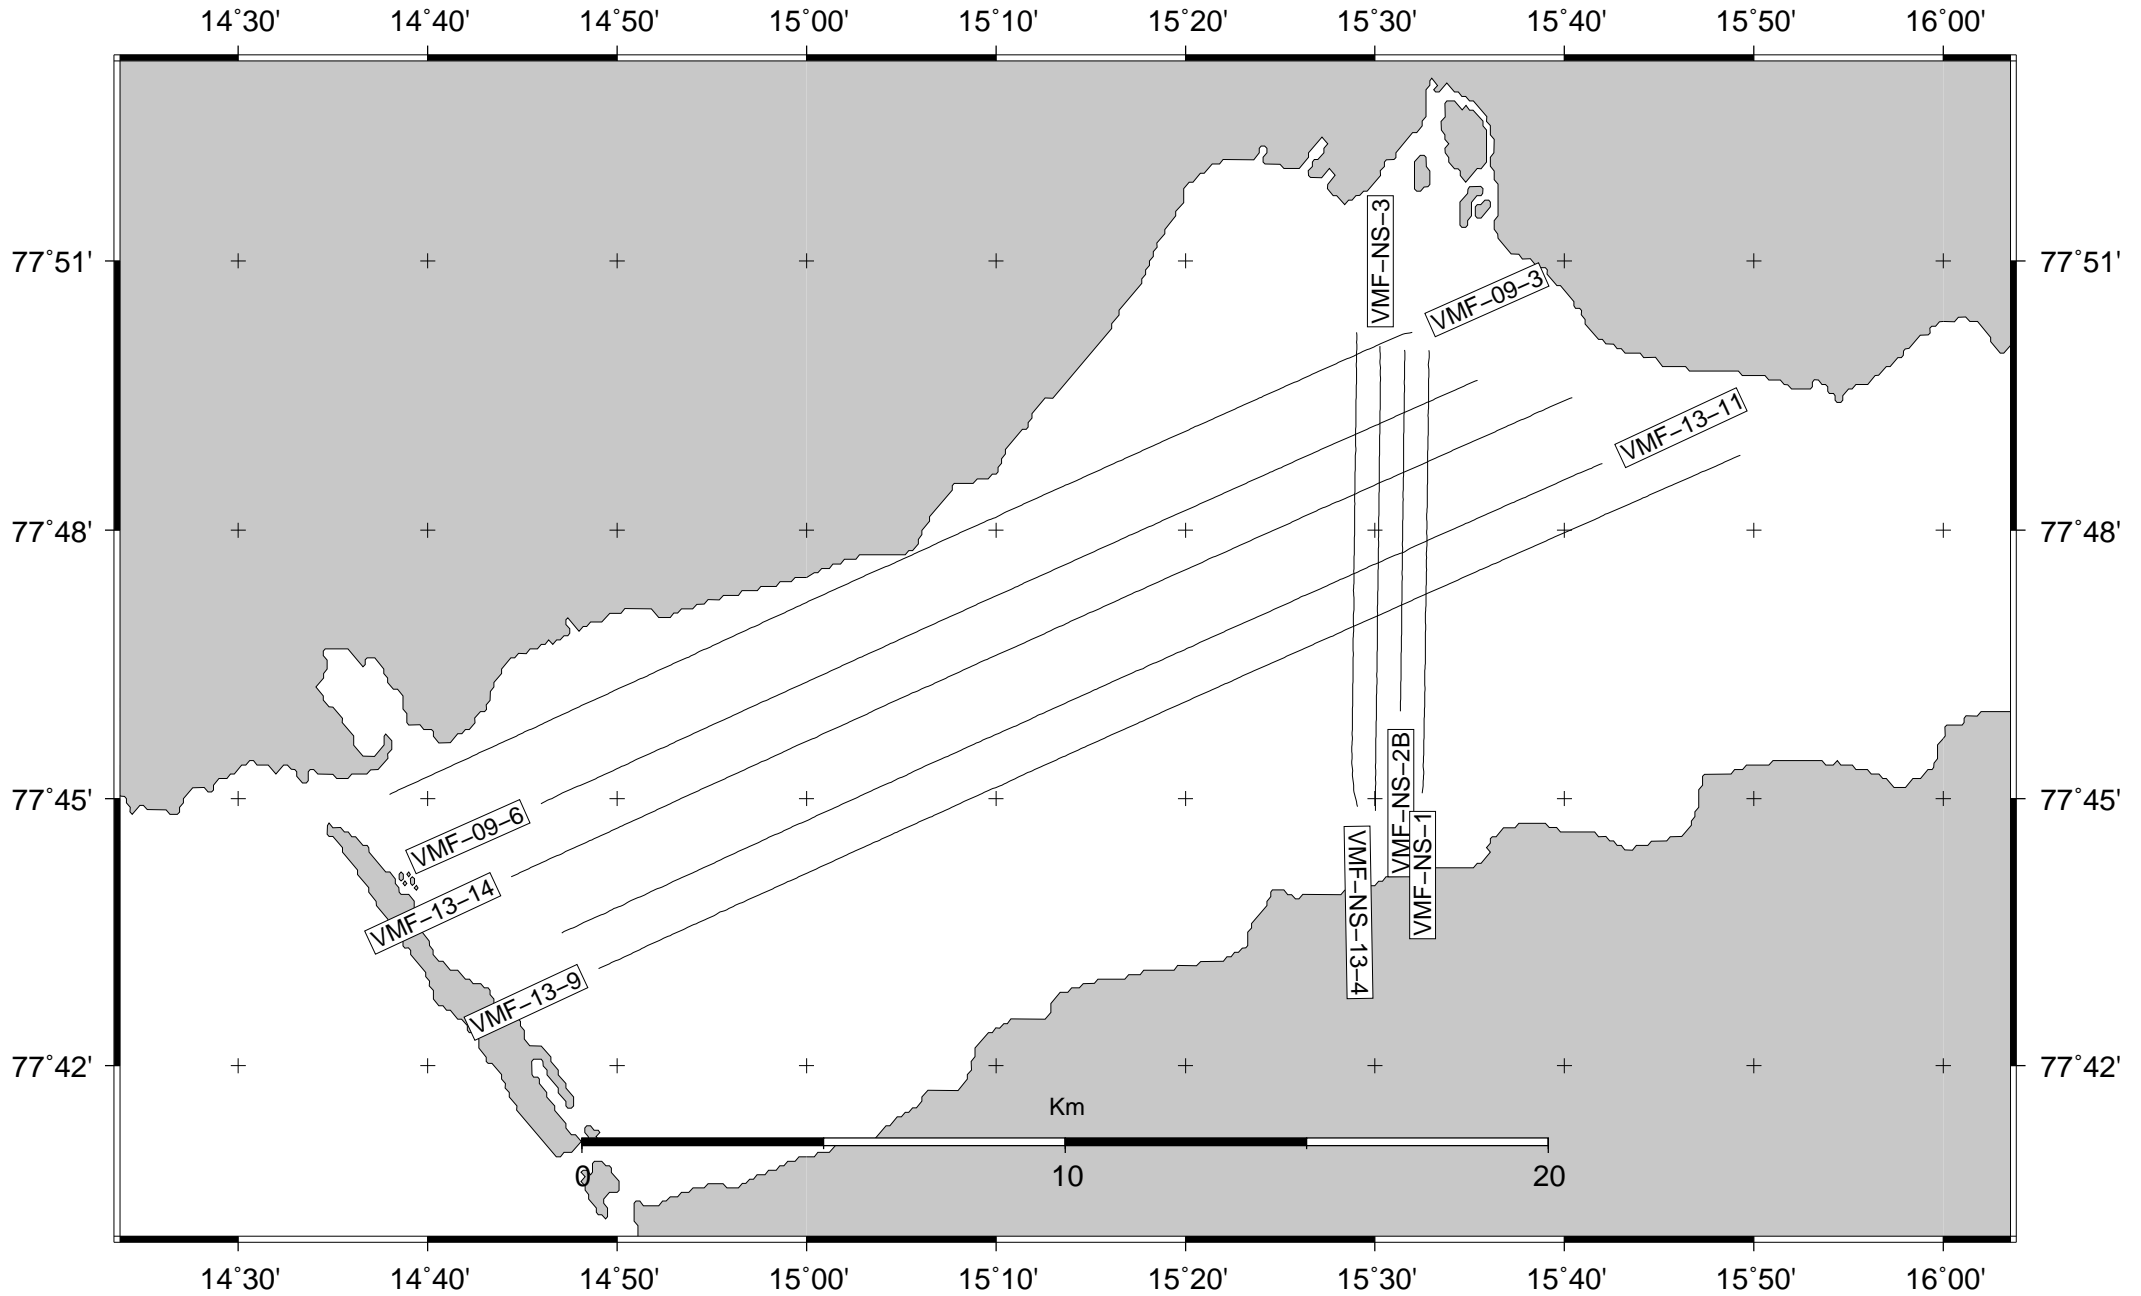 14°30' 14°40' 14°50' 15°00' 15°10' 15°20' 15°30' 15°40' 15°50' 16°00'
VMF–NS–3
77°51' 77°51'
VMF–09–3
VMF–13–11
77°48' 77°48'
VMF–NS–2B
77°45' 77°45'
VMF–09–6
VMF–NS–1
VMF–NS–13–4
VMF–13–14
VMF–13–9
77°42' 77°42'
Km
0 10 20
14°30' 14°40' 14°50' 15°00' 15°10' 15°20' 15°30' 15°40' 15°50' 16°00'